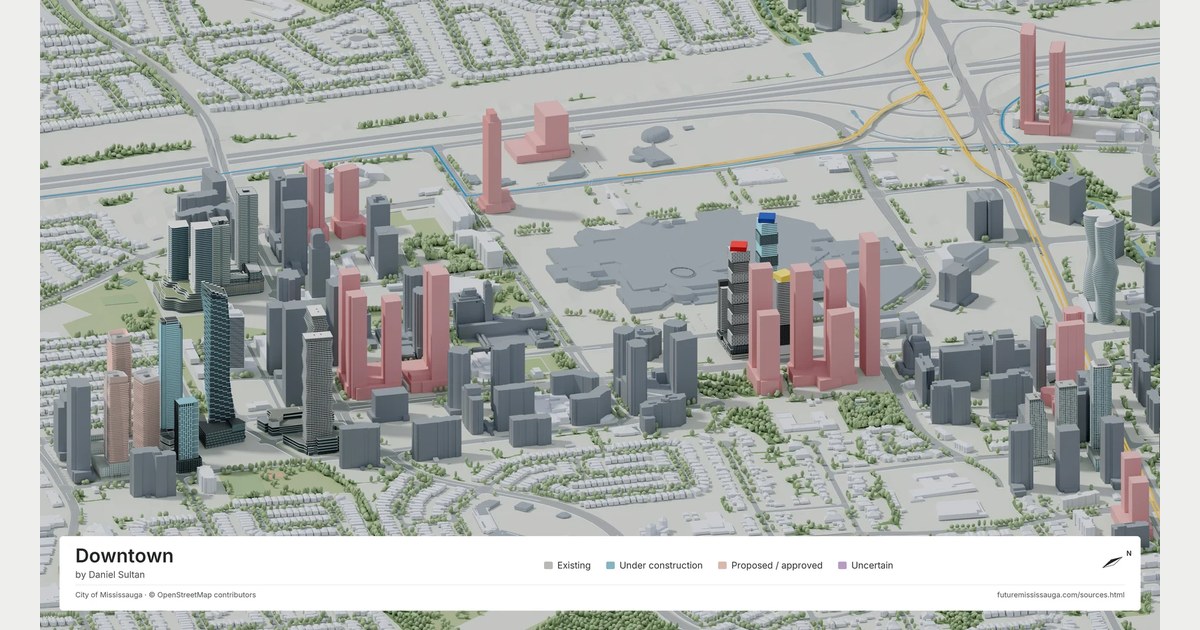 Downtown
by Daniel Sultan
Existing
Under construction
Proposed / approved
Uncertain
N
City of Mississauga · © OpenStreetMap contributors
futuremississauga.com/sources.html